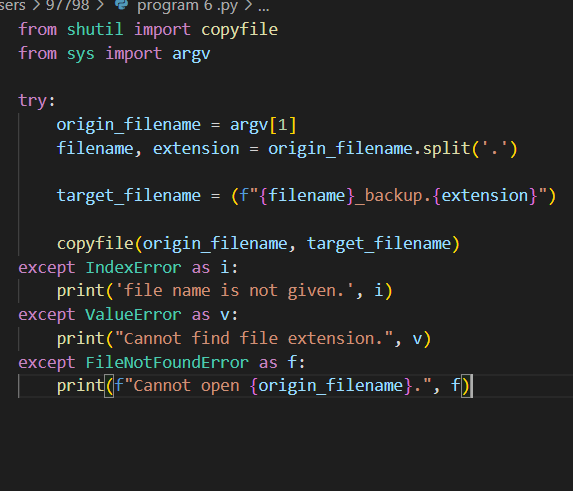 sers > 97798 > program 6 .py > ...
from shutil import copyfile
from sys import argv

try:
    origin_filename = argv[1]
    filename, extension = origin_filename.split('.')

    target_filename = (f"{filename}_backup.{extension}")

    copyfile(origin_filename, target_filename)
except IndexError as i:
    print('file name is not given.', i)
except ValueError as v:
    print("Cannot find file extension.", v)
except FileNotFoundError as f:
    print(f"Cannot open {origin_filename}.", f)